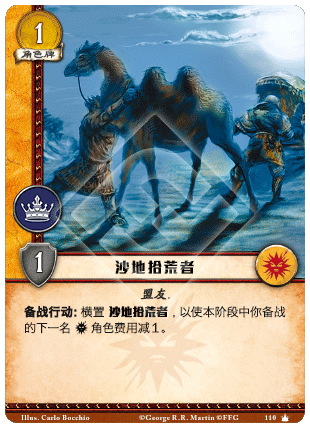 1
角色牌
1
沙地拾荒者
盟友.
备战行动: 横置 沙地拾荒者，以使本阶段中你备战
的下一名 角色费用减1。
Illus. Carlo Bocchio ©George R.R. Martin ©FFG 110